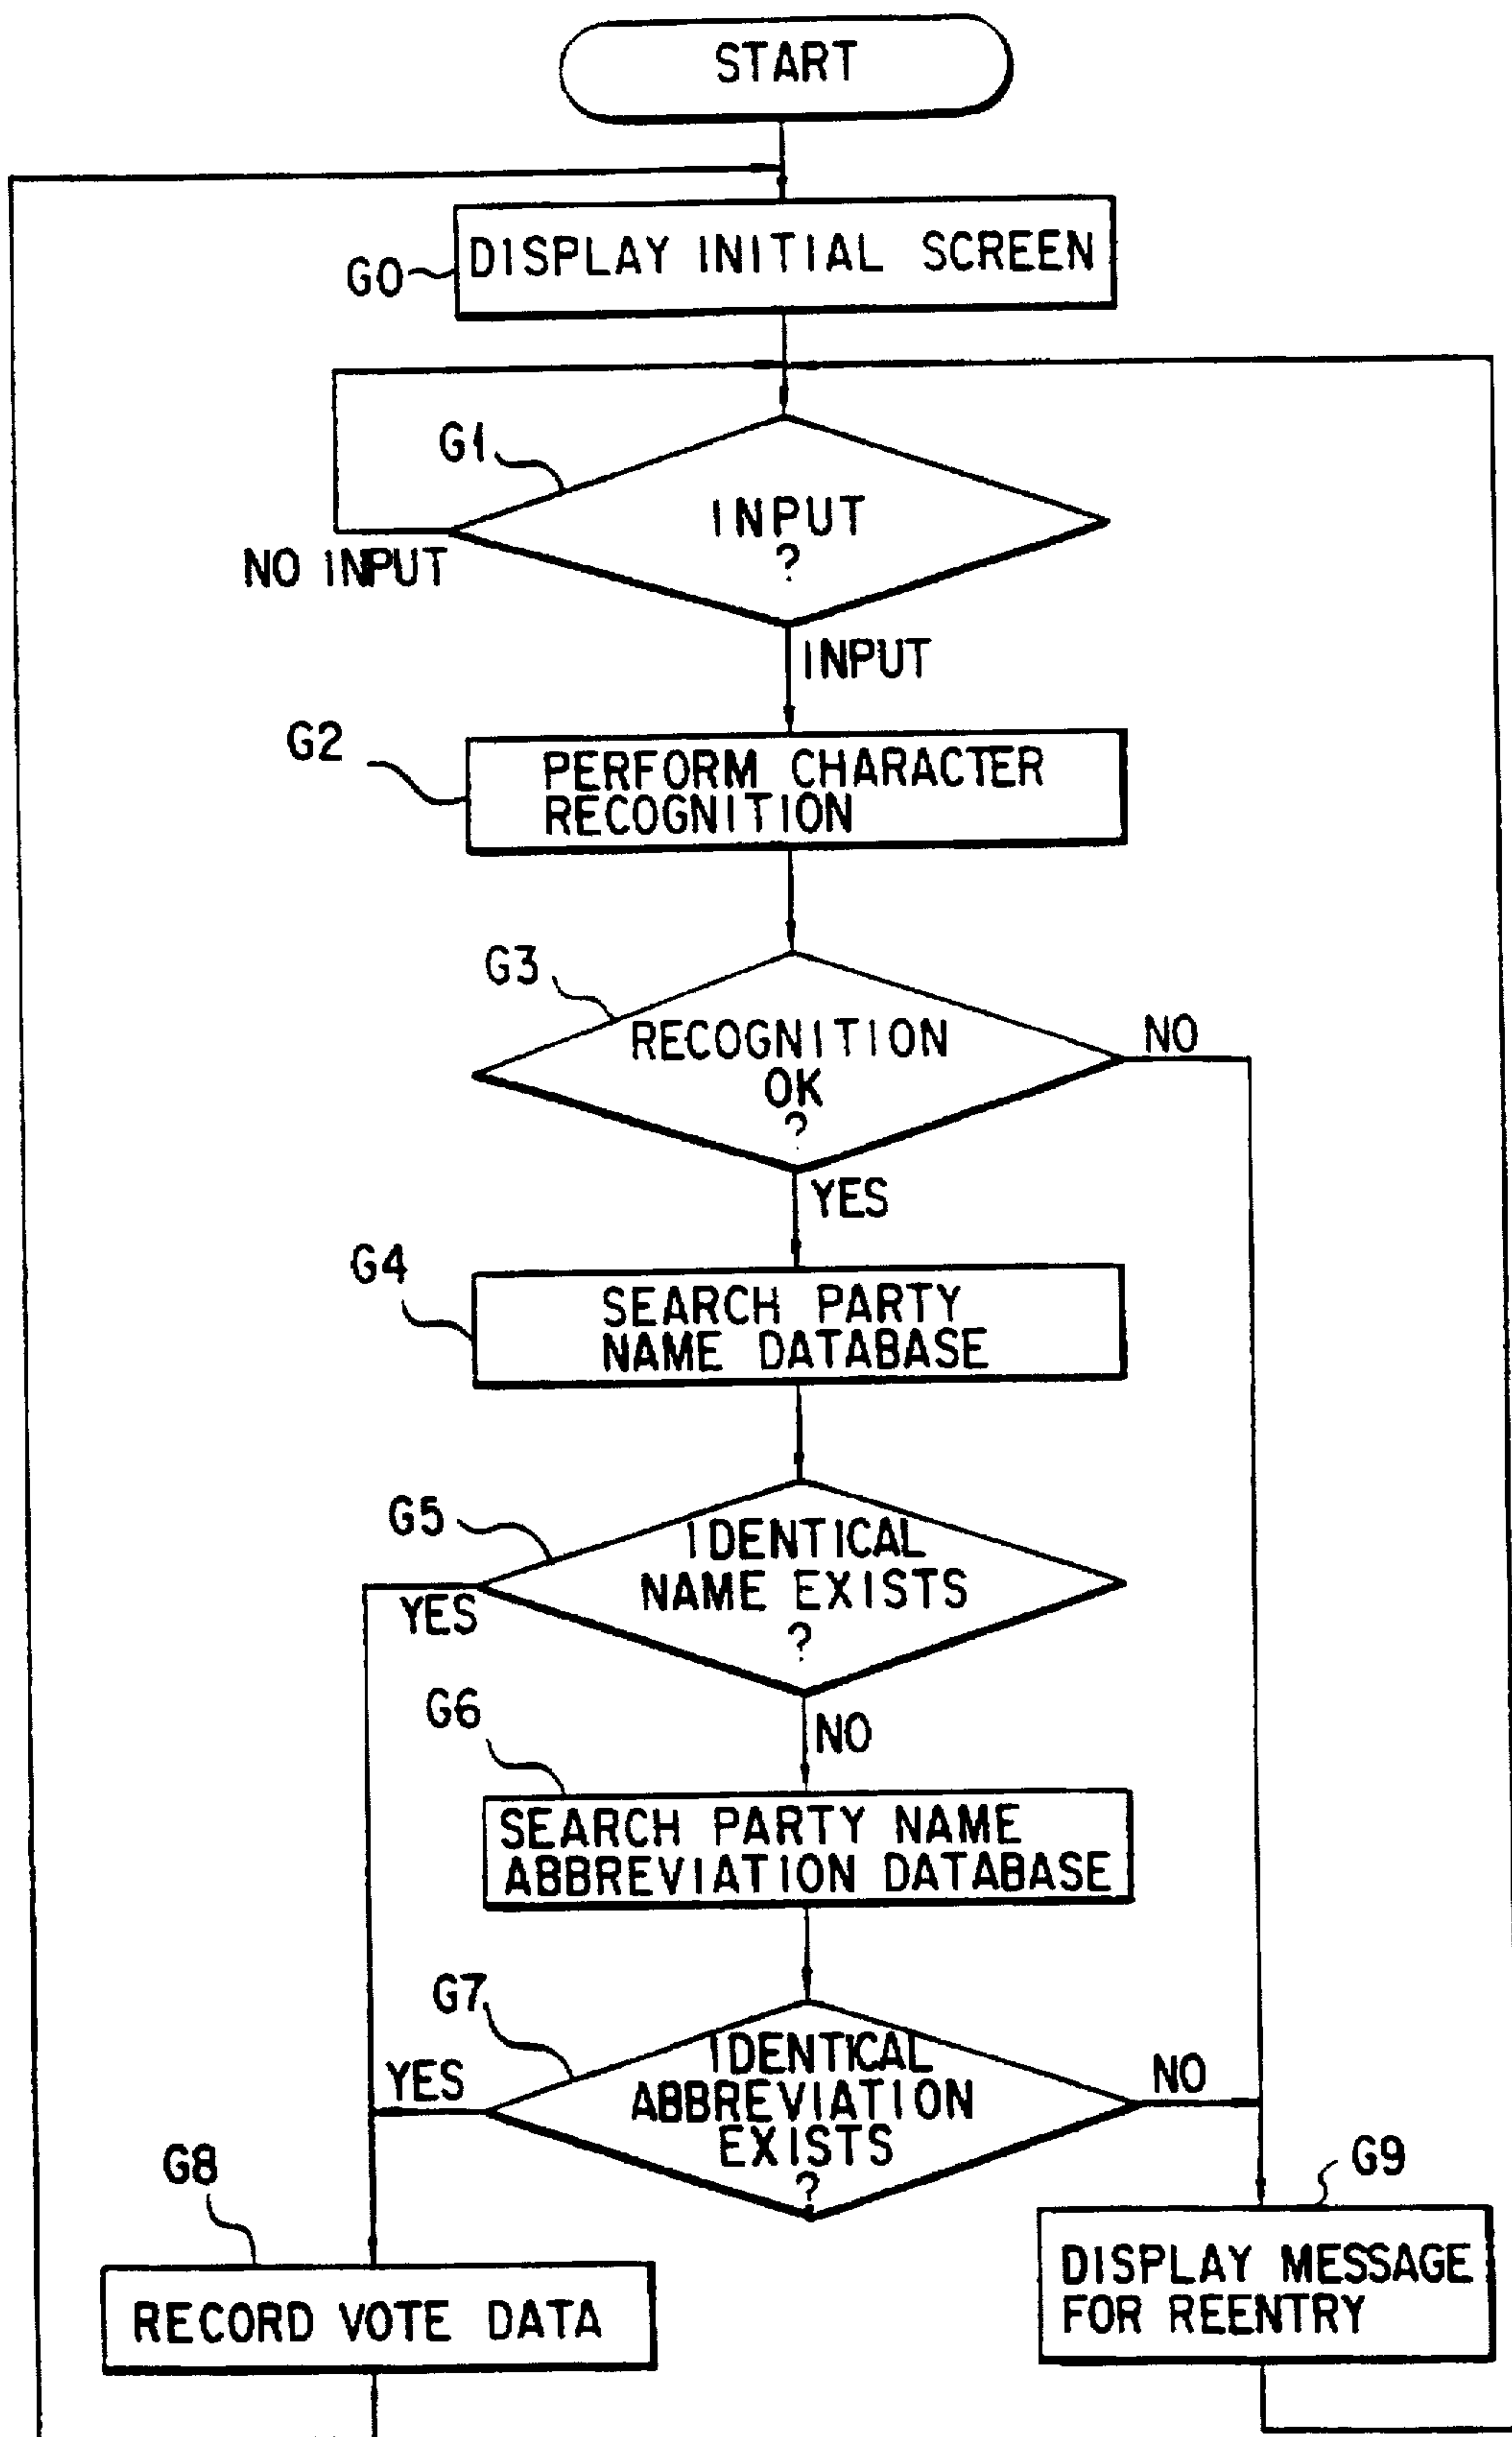 START
G0
DISPLAY INITIAL SCREEN
G1
INPUT
?
NO INPUT
INPUT
G2
PERFORM CHARACTER
RECOGNITION
G3
RECOGNITION
OK
?
NO
YES
G4
SEARCH PARTY
NAME DATABASE
G5
IDENTICAL
NAME EXISTS
?
YES
NO
G6
SEARCH PARTY NAME
ABBREVIATION DATABASE
G7
IDENTICAL
ABBREVIATION
EXISTS
?
YES
NO
G8
RECORD VOTE DATA
G9
DISPLAY MESSAGE
FOR REENTRY